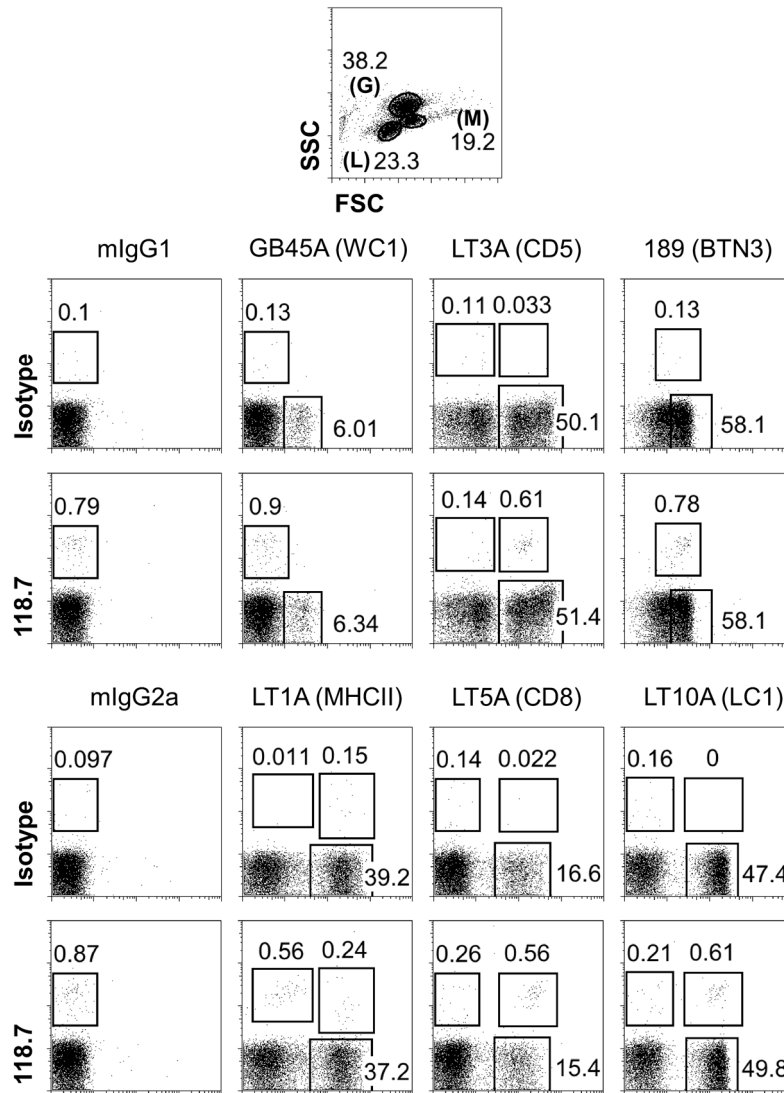 38.2
(G)
SSC
(M)
19.2
(L) 23.3
FSC
mIgG1 GB45A (WC1) LT3A (CD5) 189 (BTN3)
Isotype
0.1 0.13 0.11 0.033 0.13
6.01 50.1 58.1
118.7
0.79 0.9 0.14 0.61 0.78
6.34 51.4 58.1
mIgG2a LT1A (MHCII) LT5A (CD8) LT10A (LC1)
Isotype
0.097 0.011 0.15 0.14 0.022 0.16 0
39.2 16.6 47.4
118.7
0.87 0.56 0.24 0.26 0.56 0.21 0.61
37.2 15.4 49.8